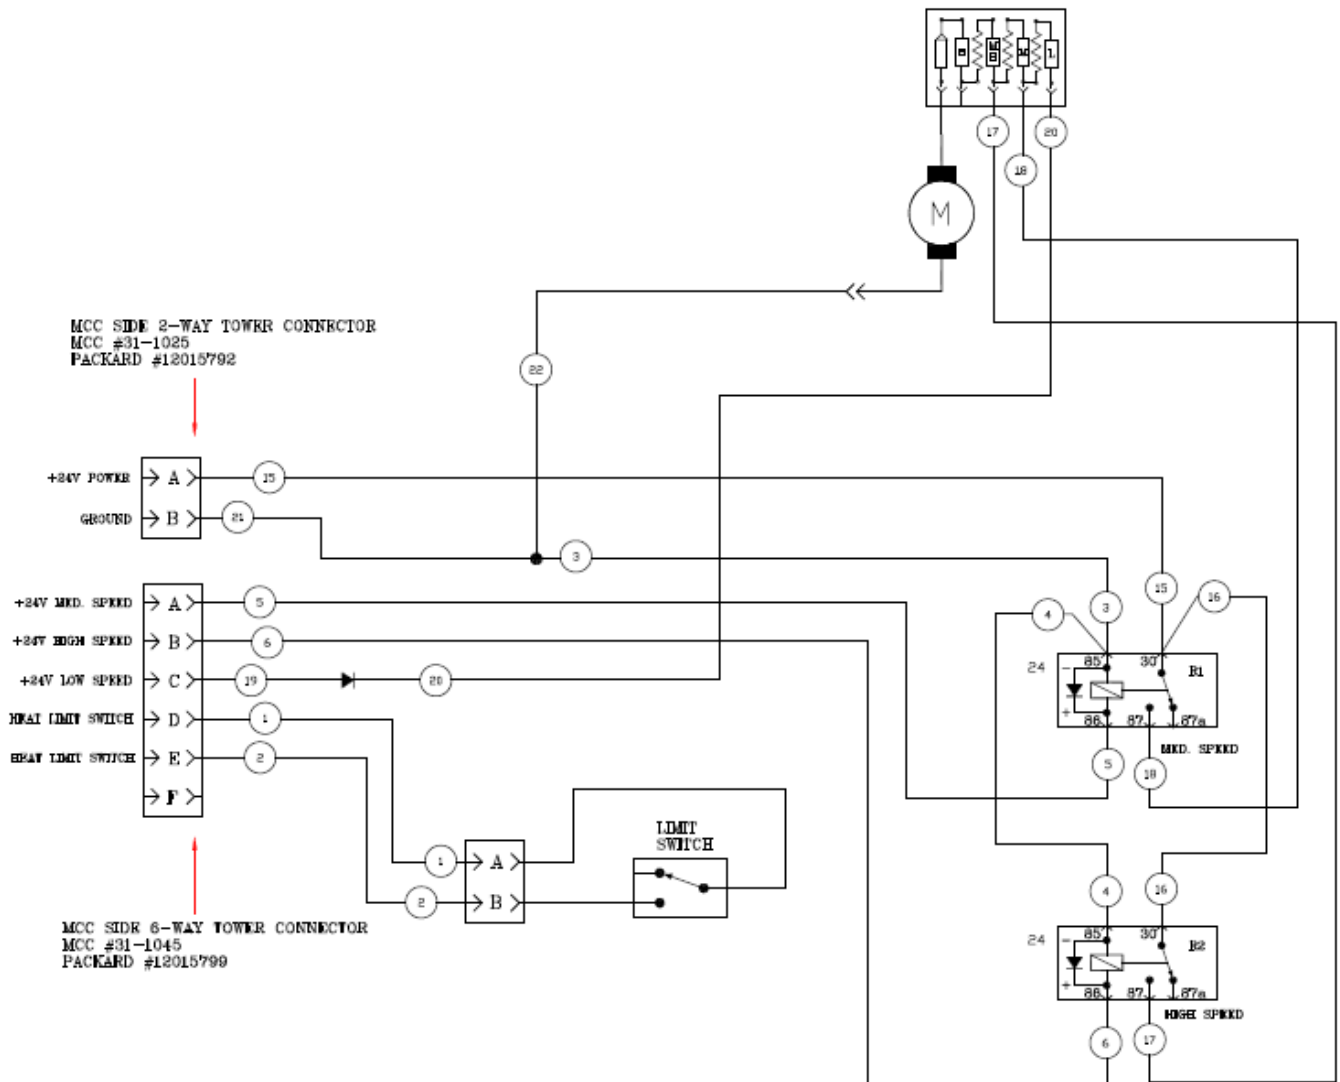 B M2 M L
17 20
18
M
MCC SIDE 2-WAY TOWER CONNECTOR
MCC #31-1025
PACKARD #12015792
22
+24V POWER A 15
GROUND B 21
3
+24V MED. SPEED A 5
+24V HIGH SPEED B 6
+24V LOW SPEED C 19 20
HEAT LIMIT SWITCH D 1
HEAT LIMIT SWITCH E 2
F
4 3 15 16
24 - 85 30 R1
+ 86 87 87a
MED. SPEED
5 18
LIMIT
SWITCH
1 A
2 B
MCC SIDE 6-WAY TOWER CONNECTOR
MCC #31-1045
PACKARD #12015799
4 16
24 - 85 30 R2
+ 86 87 87a
HIGH SPEED
6 17